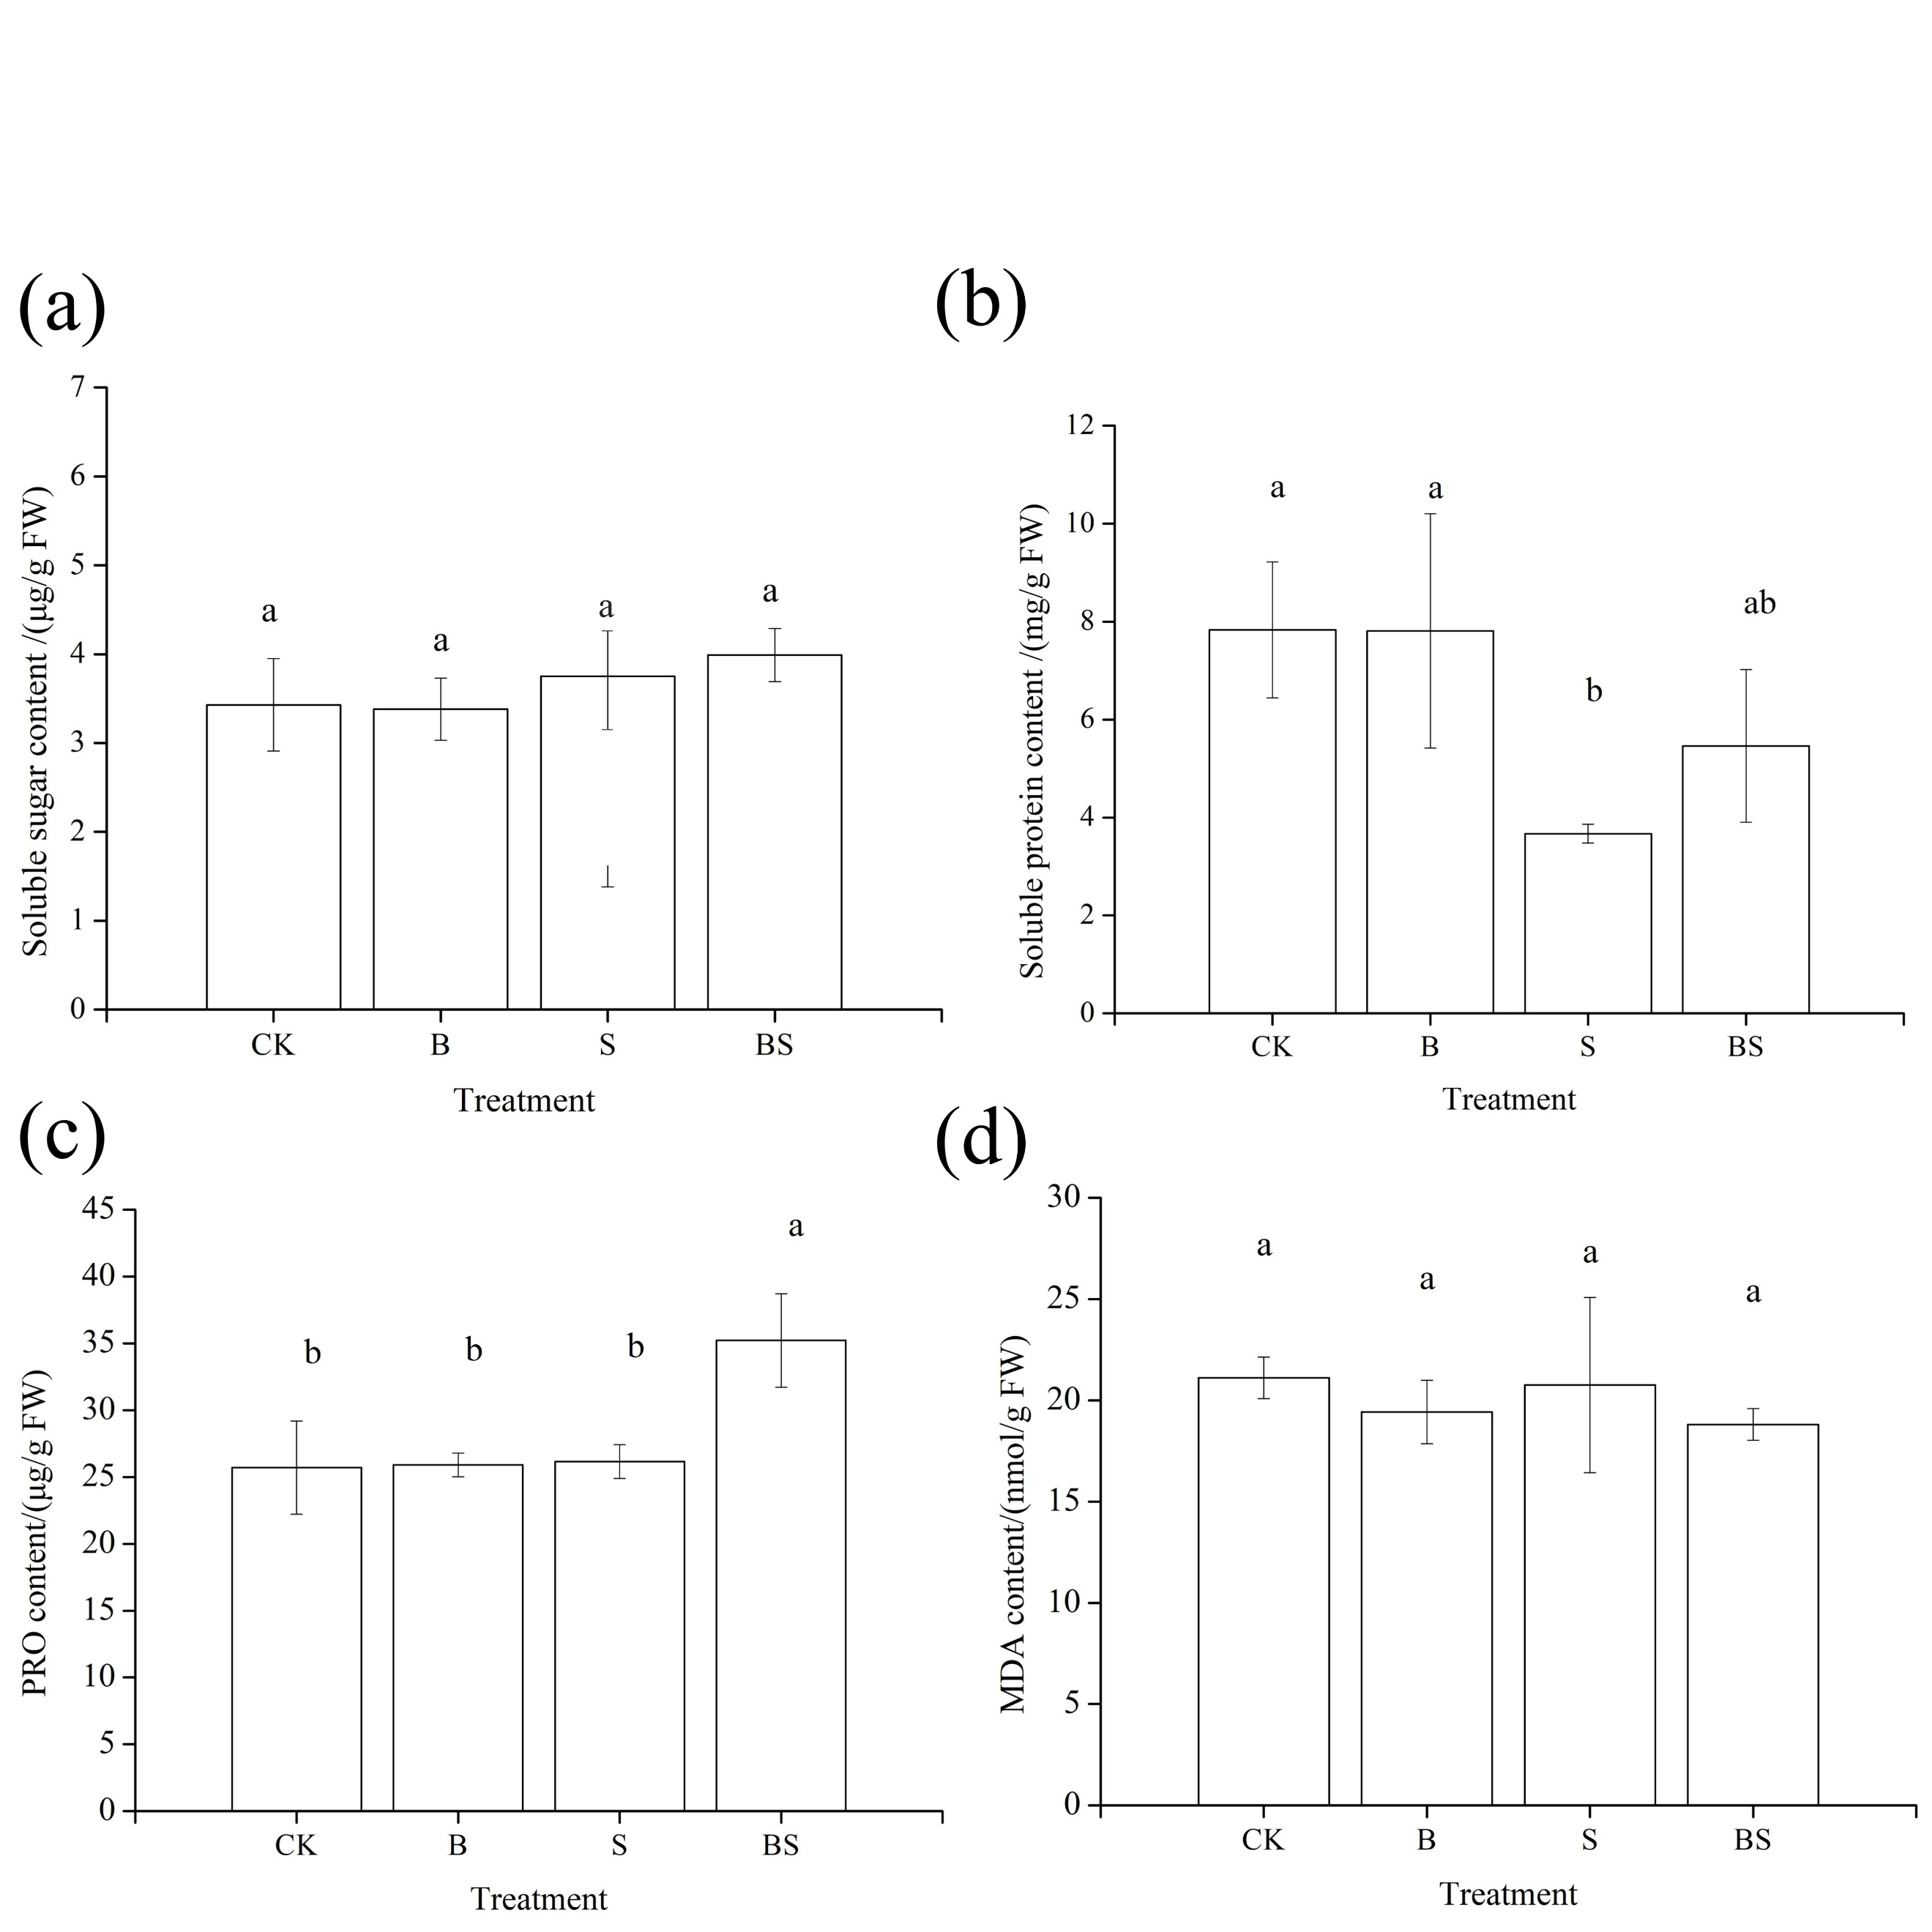 (a)
7
6
5
4
3
2
1
0
Soluble sugar content /(μg/g FW)
a
a
a
a
CK
B
S
BS
Treatment
(b)
12
10
8
6
4
2
0
Soluble protein content /(mg/g FW)
a
a
b
ab
CK
B
S
BS
Treatment
(c)
45
40
35
30
25
20
15
10
5
0
PRO content/(μg/g FW)
b
b
b
a
CK
B
S
BS
Treatment
(d)
30
25
20
15
10
5
0
MDA content/(nmol/g FW)
a
a
a
a
CK
B
S
BS
Treatment